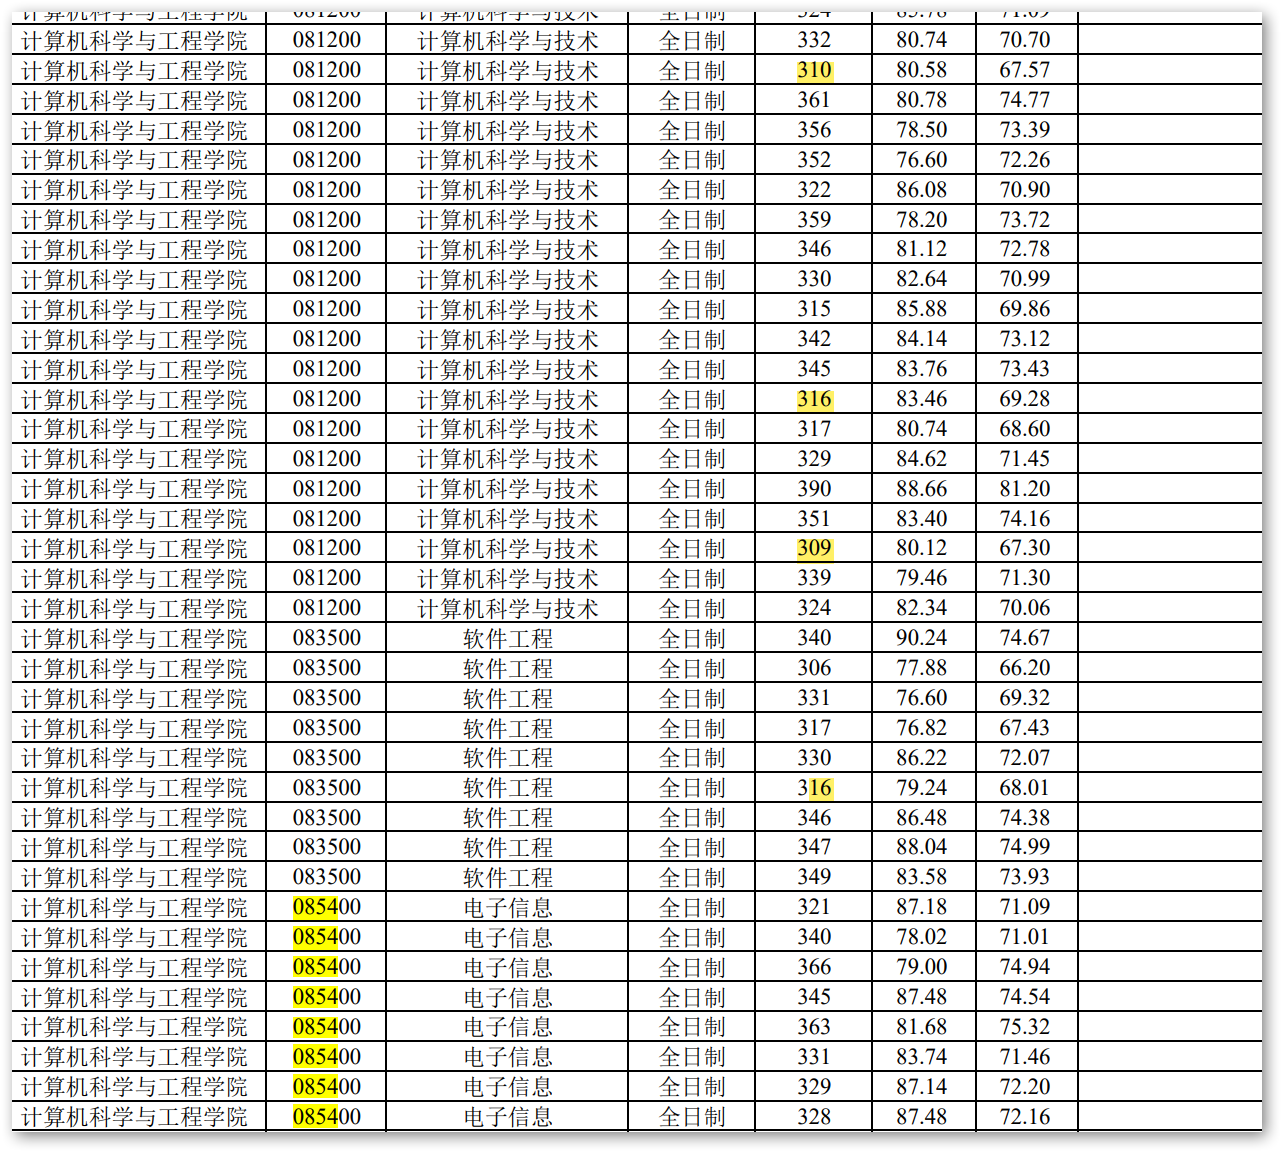 计算机科学与工程学院 081200 计算机科学与技术 全日制 324 83.78 71.09
计算机科学与工程学院 081200 计算机科学与技术 全日制 332 80.74 70.70
计算机科学与工程学院 081200 计算机科学与技术 全日制 310 80.58 67.57
计算机科学与工程学院 081200 计算机科学与技术 全日制 361 80.78 74.77
计算机科学与工程学院 081200 计算机科学与技术 全日制 356 78.50 73.39
计算机科学与工程学院 081200 计算机科学与技术 全日制 352 76.60 72.26
计算机科学与工程学院 081200 计算机科学与技术 全日制 322 86.08 70.90
计算机科学与工程学院 081200 计算机科学与技术 全日制 359 78.20 73.72
计算机科学与工程学院 081200 计算机科学与技术 全日制 346 81.12 72.78
计算机科学与工程学院 081200 计算机科学与技术 全日制 330 82.64 70.99
计算机科学与工程学院 081200 计算机科学与技术 全日制 315 85.88 69.86
计算机科学与工程学院 081200 计算机科学与技术 全日制 342 84.14 73.12
计算机科学与工程学院 081200 计算机科学与技术 全日制 345 83.76 73.43
计算机科学与工程学院 081200 计算机科学与技术 全日制 316 83.46 69.28
计算机科学与工程学院 081200 计算机科学与技术 全日制 317 80.74 68.60
计算机科学与工程学院 081200 计算机科学与技术 全日制 329 84.62 71.45
计算机科学与工程学院 081200 计算机科学与技术 全日制 390 88.66 81.20
计算机科学与工程学院 081200 计算机科学与技术 全日制 351 83.40 74.16
计算机科学与工程学院 081200 计算机科学与技术 全日制 309 80.12 67.30
计算机科学与工程学院 081200 计算机科学与技术 全日制 339 79.46 71.30
计算机科学与工程学院 081200 计算机科学与技术 全日制 324 82.34 70.06
计算机科学与工程学院 083500 软件工程 全日制 340 90.24 74.67
计算机科学与工程学院 083500 软件工程 全日制 306 77.88 66.20
计算机科学与工程学院 083500 软件工程 全日制 331 76.60 69.32
计算机科学与工程学院 083500 软件工程 全日制 317 76.82 67.43
计算机科学与工程学院 083500 软件工程 全日制 330 86.22 72.07
计算机科学与工程学院 083500 软件工程 全日制 316 79.24 68.01
计算机科学与工程学院 083500 软件工程 全日制 346 86.48 74.38
计算机科学与工程学院 083500 软件工程 全日制 347 88.04 74.99
计算机科学与工程学院 083500 软件工程 全日制 349 83.58 73.93
计算机科学与工程学院 085400 电子信息 全日制 321 87.18 71.09
计算机科学与工程学院 085400 电子信息 全日制 340 78.02 71.01
计算机科学与工程学院 085400 电子信息 全日制 366 79.00 74.94
计算机科学与工程学院 085400 电子信息 全日制 345 87.48 74.54
计算机科学与工程学院 085400 电子信息 全日制 363 81.68 75.32
计算机科学与工程学院 085400 电子信息 全日制 331 83.74 71.46
计算机科学与工程学院 085400 电子信息 全日制 329 87.14 72.20
计算机科学与工程学院 085400 电子信息 全日制 328 87.48 72.16